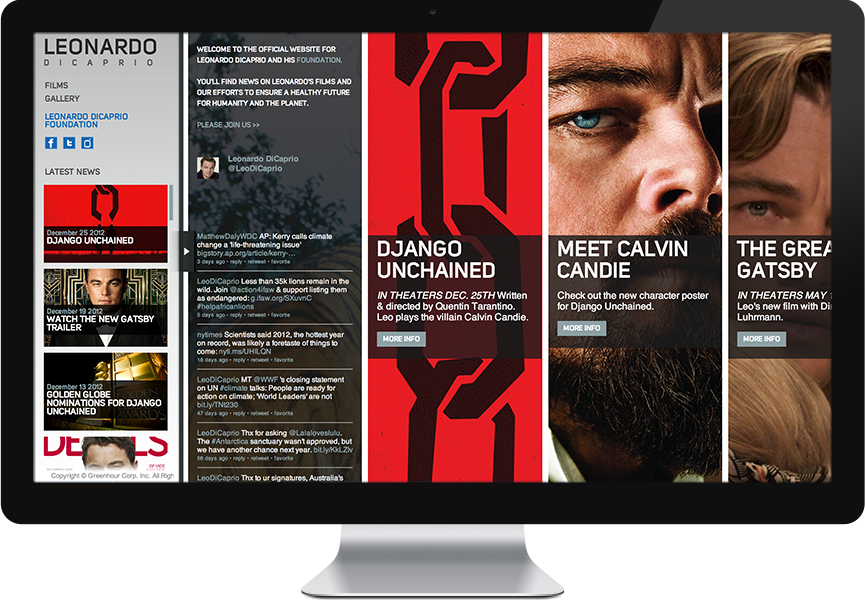 LEONARDO
DICAPRIO
FILMS
GALLERY
LEONARDO DICAPRIO
FOUNDATION
LATEST NEWS
December 25 2012
DJANGO UNCHAINED
December 19 2012
WATCH THE NEW GATSBY
TRAILER
December 13 2012
GOLDEN GLOBE
NOMINATIONS FOR DJANGO
UNCHAINED
AWARDS
DETAILS
Copyright © Greenhour Corp. Inc. All Righ
WELCOME TO THE OFFICIAL WEBSITE FOR
LEONARDO DICAPRIO AND HIS FOUNDATION.
YOU'LL FIND NEWS ON LEONARDO'S FILMS AND
OUR EFFORTS TO ENSURE A HEALTHY FUTURE
FOR HUMANITY AND THE PLANET.
PLEASE JOIN US >>
Leonardo DiCaprio
@LeoDiCaprio
MatthewDalyWDC AP: Kerry calls climate
change a 'life-threatening issue'
bigstory.ap.org/article/kerry-…
3 days ago • reply • retweet • favorite
LeoDiCaprio Less than 35k lions remain in the
wild. Join @action4ifaw & support listing them
as endangered: g.ifaw.org/SXuvnC
#helpafricanlions
5 days ago • reply • retweet • favorite
nytimes Scientists said 2012, the hottest year
on record, was likely a foretaste of things to
come: nyti.ms/UHILQN
18 days ago • reply • retweet • favorite
LeoDiCaprio MT @WWF 's closing statement
on UN #climate talks: People are ready for
action on climate; 'World Leaders' are not
bit.ly/TNt230
47 days ago • reply • retweet • favorite
LeoDiCaprio Thx for asking @Lalaloveslulu.
The #Antarctica sanctuary wasn't approved, but
we have another chance next year. bit.ly/KkLZlv
58 days ago • reply • retweet • favorite
LeoDiCaprio Thx to ur signatures, Australia's
DJANGO
UNCHAINED
IN THEATERS DEC. 25TH Written
& directed by Quentin Tarantino.
Leo plays the villain Calvin Candie.
MORE INFO
MEET CALVIN
CANDIE
Check out the new character poster
for Django Unchained.
MORE INFO
THE GREA
GATSBY
IN THEATERS MAY
Leo's new film with Di
Luhrmann.
MORE INFO